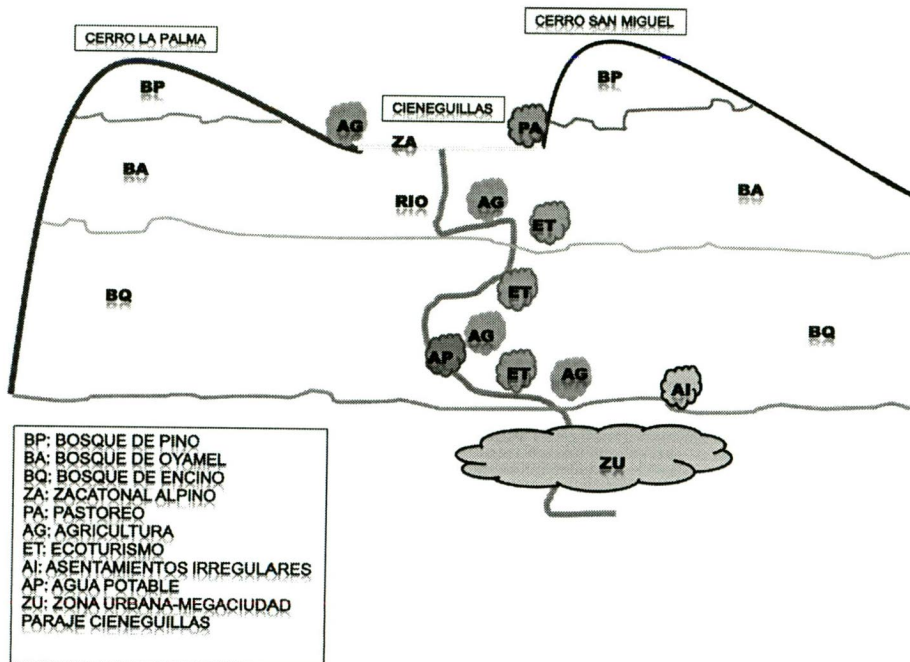 CERRO LA PALMA
CERRO SAN MIGUEL
BP
BP
CIENEGUILLAS
AG
ZA
PA
BA
BA
RIO
AG
ET
BQ
ET
BQ
AG
AP
ET
AG
AI
ZU
BP: BOSQUE DE PINO
BA: BOSQUE DE OYAMEL
BQ: BOSQUE DE ENCINO
ZA: ZACATONAL ALPINO
PA: PASTOREO
AG: AGRICULTURA
ET: ECOTURISMO
AI: ASENTAMIENTOS IRREGULARES
AP: AGUA POTABLE
ZU: ZONA URBANA-MEGACIUDAD
PARAJE CIENEGUILLAS